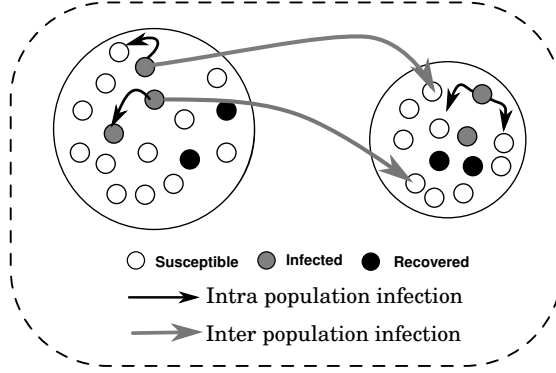 Susceptible Infected Recovered
Intra population infection
Inter population infection